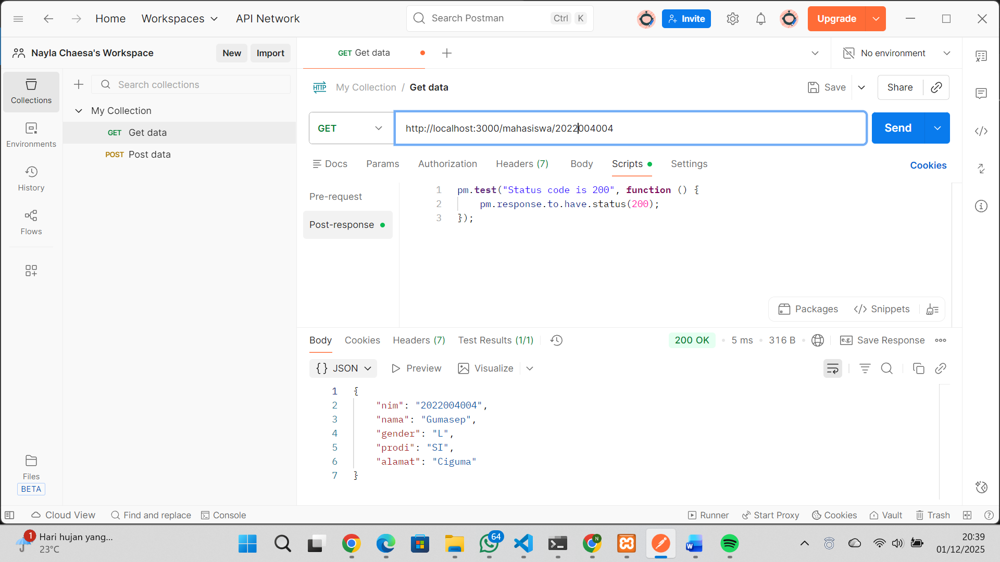 Home Workspaces API Network Search Postman Ctrl K Invite Upgrade
Nayla Chaesa's Workspace New Import GET Get data No environment
Collections
Search collections
My Collection
GET Get data
POST Post data
Environments
History
Flows
Files
BETA
HTTP My Collection / Get data Save Share
GET http://localhost:3000/mahasiswa/2022004004 Send
Docs Params Authorization Headers (7) Body Scripts Settings Cookies
Pre-request
Post-response
1 pm.test("Status code is 200", function () {
2 pm.response.to.have.status(200);
3 });
Packages </> Snippets
Body Cookies Headers (7) Test Results (1/1) 200 OK • 5 ms • 316 B • e.g. Save Response
{} JSON Preview Visualize
1 {
2 "nim": "2022004004",
3 "nama": "Gumasep",
4 "gender": "L",
5 "prodi": "SI",
6 "alamat": "Ciguma"
7 }
Cloud View Find and replace Console Runner Start Proxy Cookies Vault Trash
1 Hari hujan yang...
23°C
64
N
W
20:39
01/12/2025